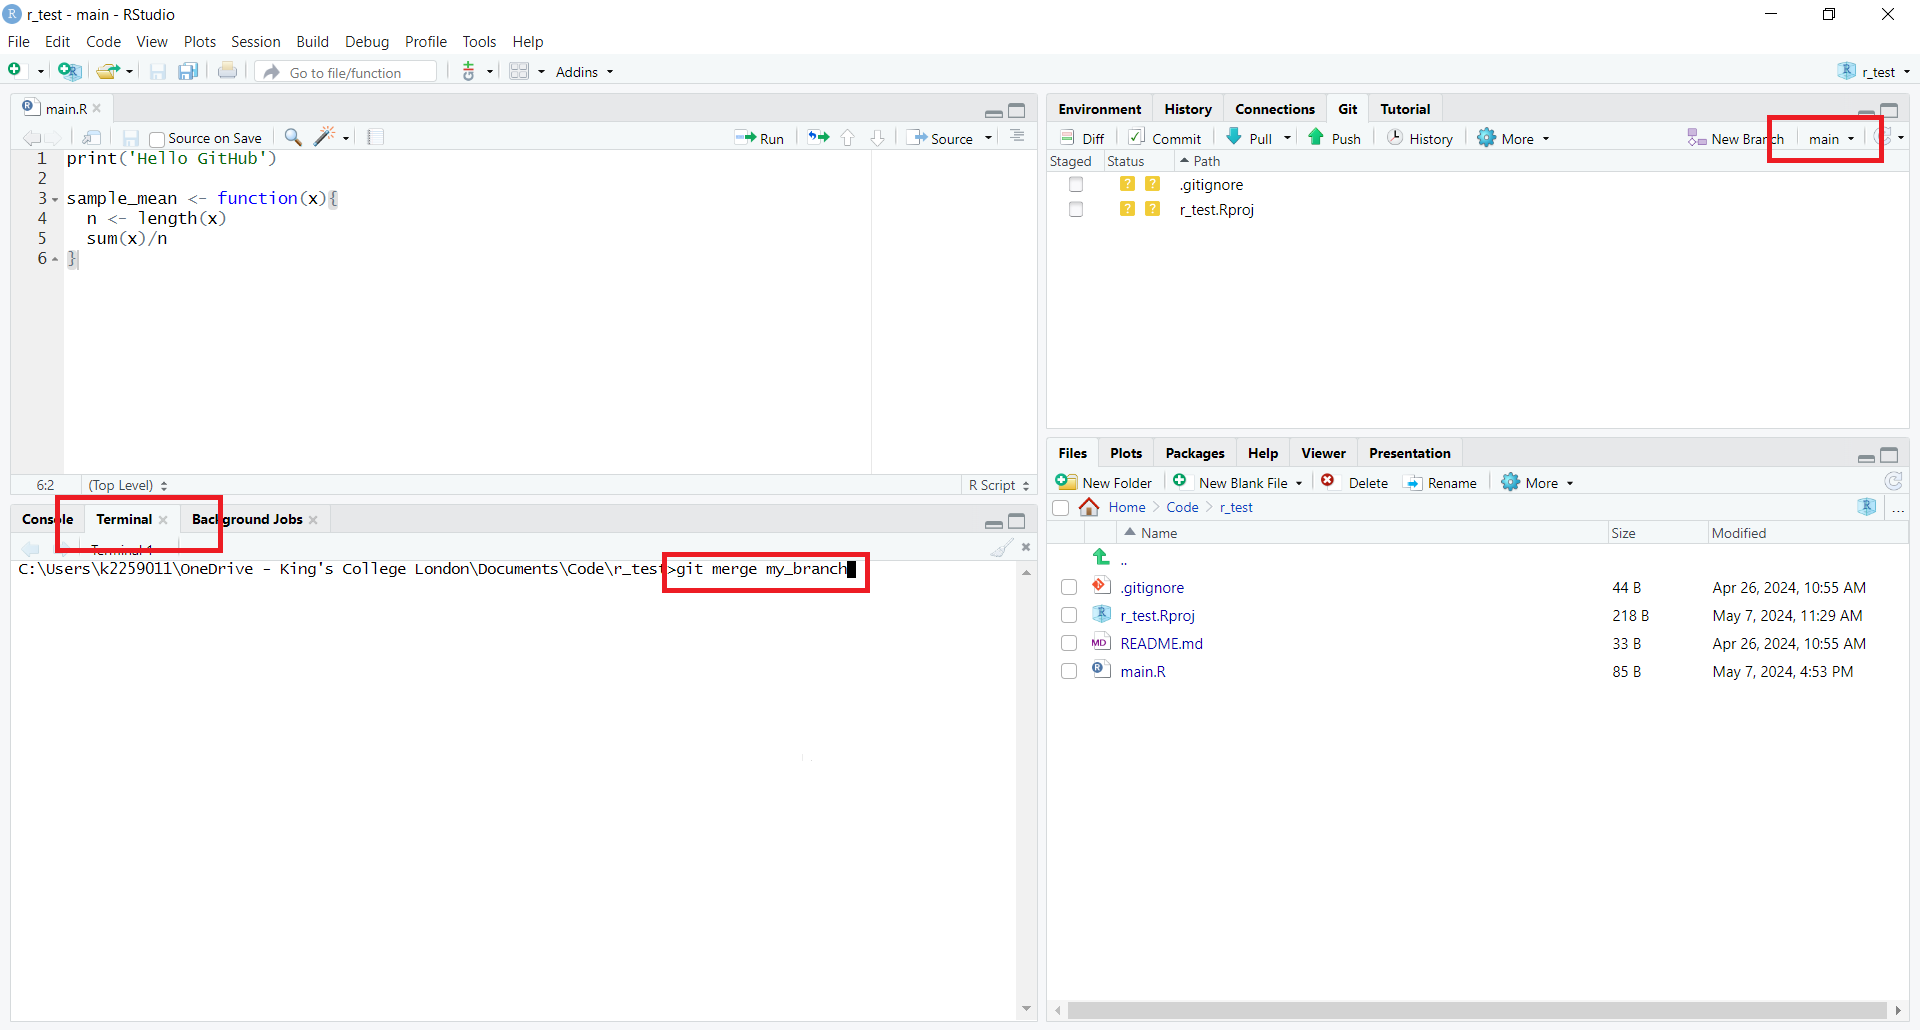 r_test - main - RStudio
File Edit Code View Plots Session Build Debug Profile Tools Help
Go to file/function Addins r_test
main.R
Source on Save Run Source
1 print('Hello GitHub')
2
3 sample_mean <- function(x){
4 n <- length(x)
5 sum(x)/n
6 }
6:2 (Top Level) R Script
Console Terminal Background Jobs
Terminal 1
C:\Users\k2259011\OneDrive - King's College London\Documents\Code\r_test>git merge my_branch
Environment History Connections Git Tutorial
Diff Commit Pull Push History More New Branch main
Staged Status Path
? ? .gitignore
? ? r_test.Rproj
Files Plots Packages Help Viewer Presentation
New Folder New Blank File Delete Rename More
Home Code r_test ...
Name Size Modified
..
.gitignore 44 B Apr 26, 2024, 10:55 AM
r_test.Rproj 218 B May 7, 2024, 11:29 AM
MD README.md 33 B Apr 26, 2024, 10:55 AM
main.R 85 B May 7, 2024, 4:53 PM